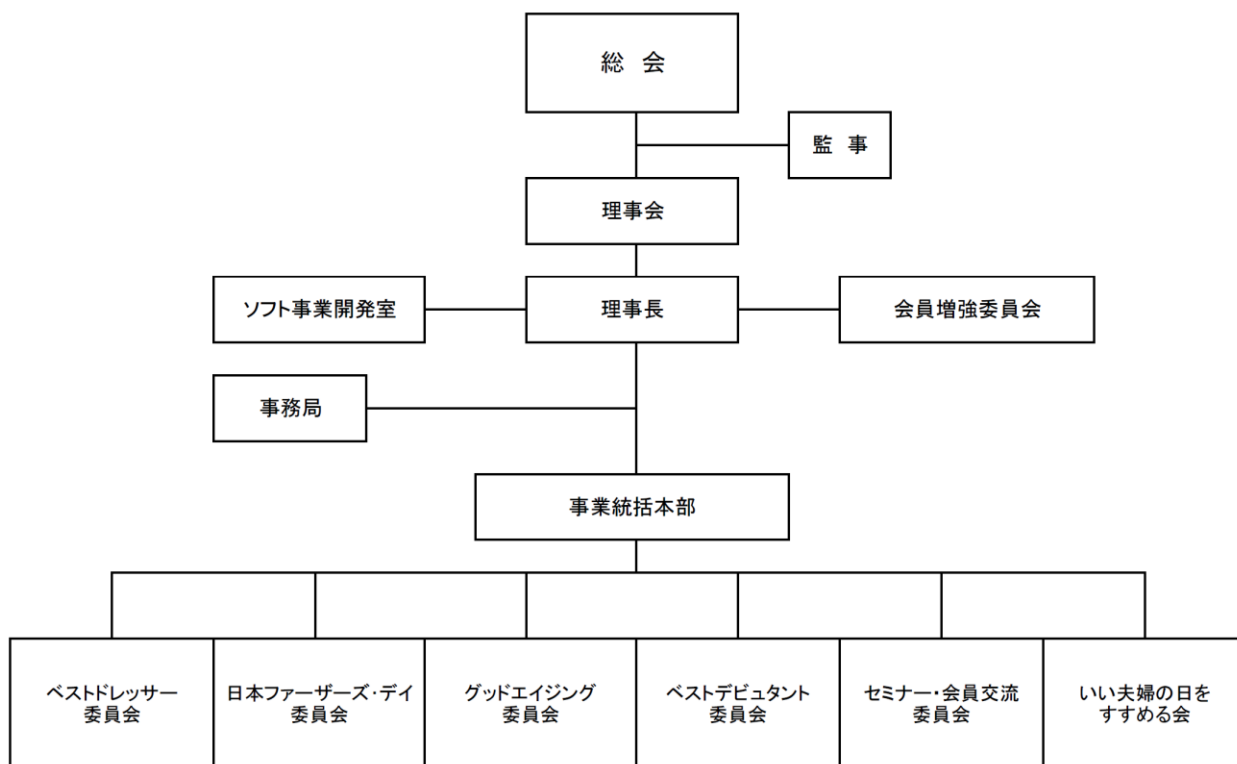 総 会
監 事
理事会
ソフト事業開発室
理事長
会員増強委員会
事務局
事業統括本部
ベストドレッサー
委員会
日本ファーザーズ・デイ
委員会
グッドエイジング
委員会
ベストデビュタント
委員会
セミナー・会員交流
委員会
いい夫婦の日を
すすめる会